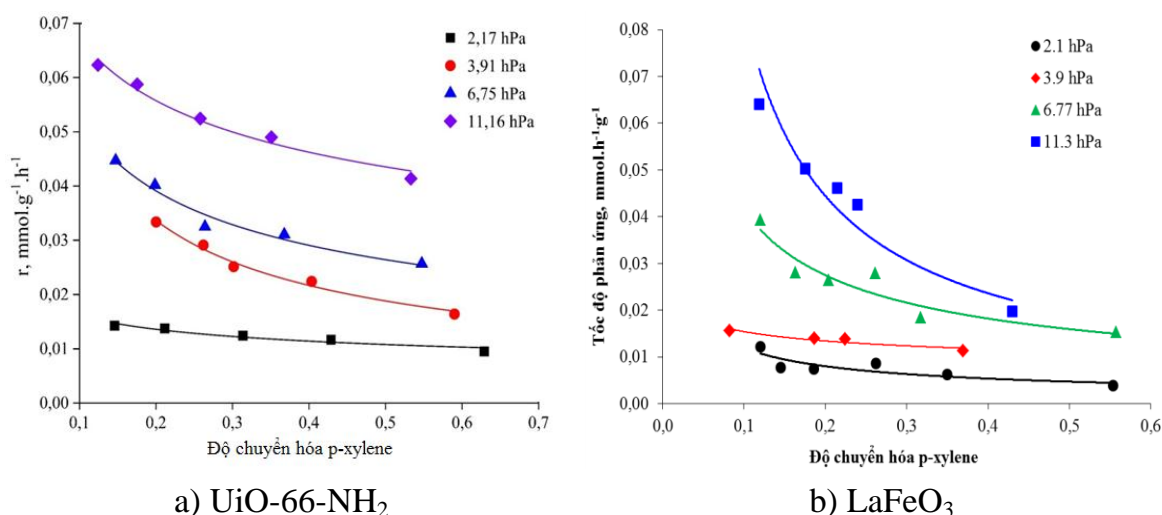 0,07
0,06
0,05
0,04
0,03
0,02
0,01
0,00
r, mmol.g⁻¹.h⁻¹
2,17 hPa
3,91 hPa
6,75 hPa
11,16 hPa
0,1 0,2 0,3 0,4 0,5 0,6 0,7
Độ chuyển hóa p-xylene
a) UiO-66-NH₂
0,08
0,07
0,06
0,05
0,04
0,03
0,02
0,01
0,00
Tốc độ phản ứng, mmol.h⁻¹.g⁻¹
2.1 hPa
3.9 hPa
6.77 hPa
11.3 hPa
0,0 0,1 0,2 0,3 0,4 0,5 0,6
Độ chuyển hóa p-xylene
b) LaFeO₃